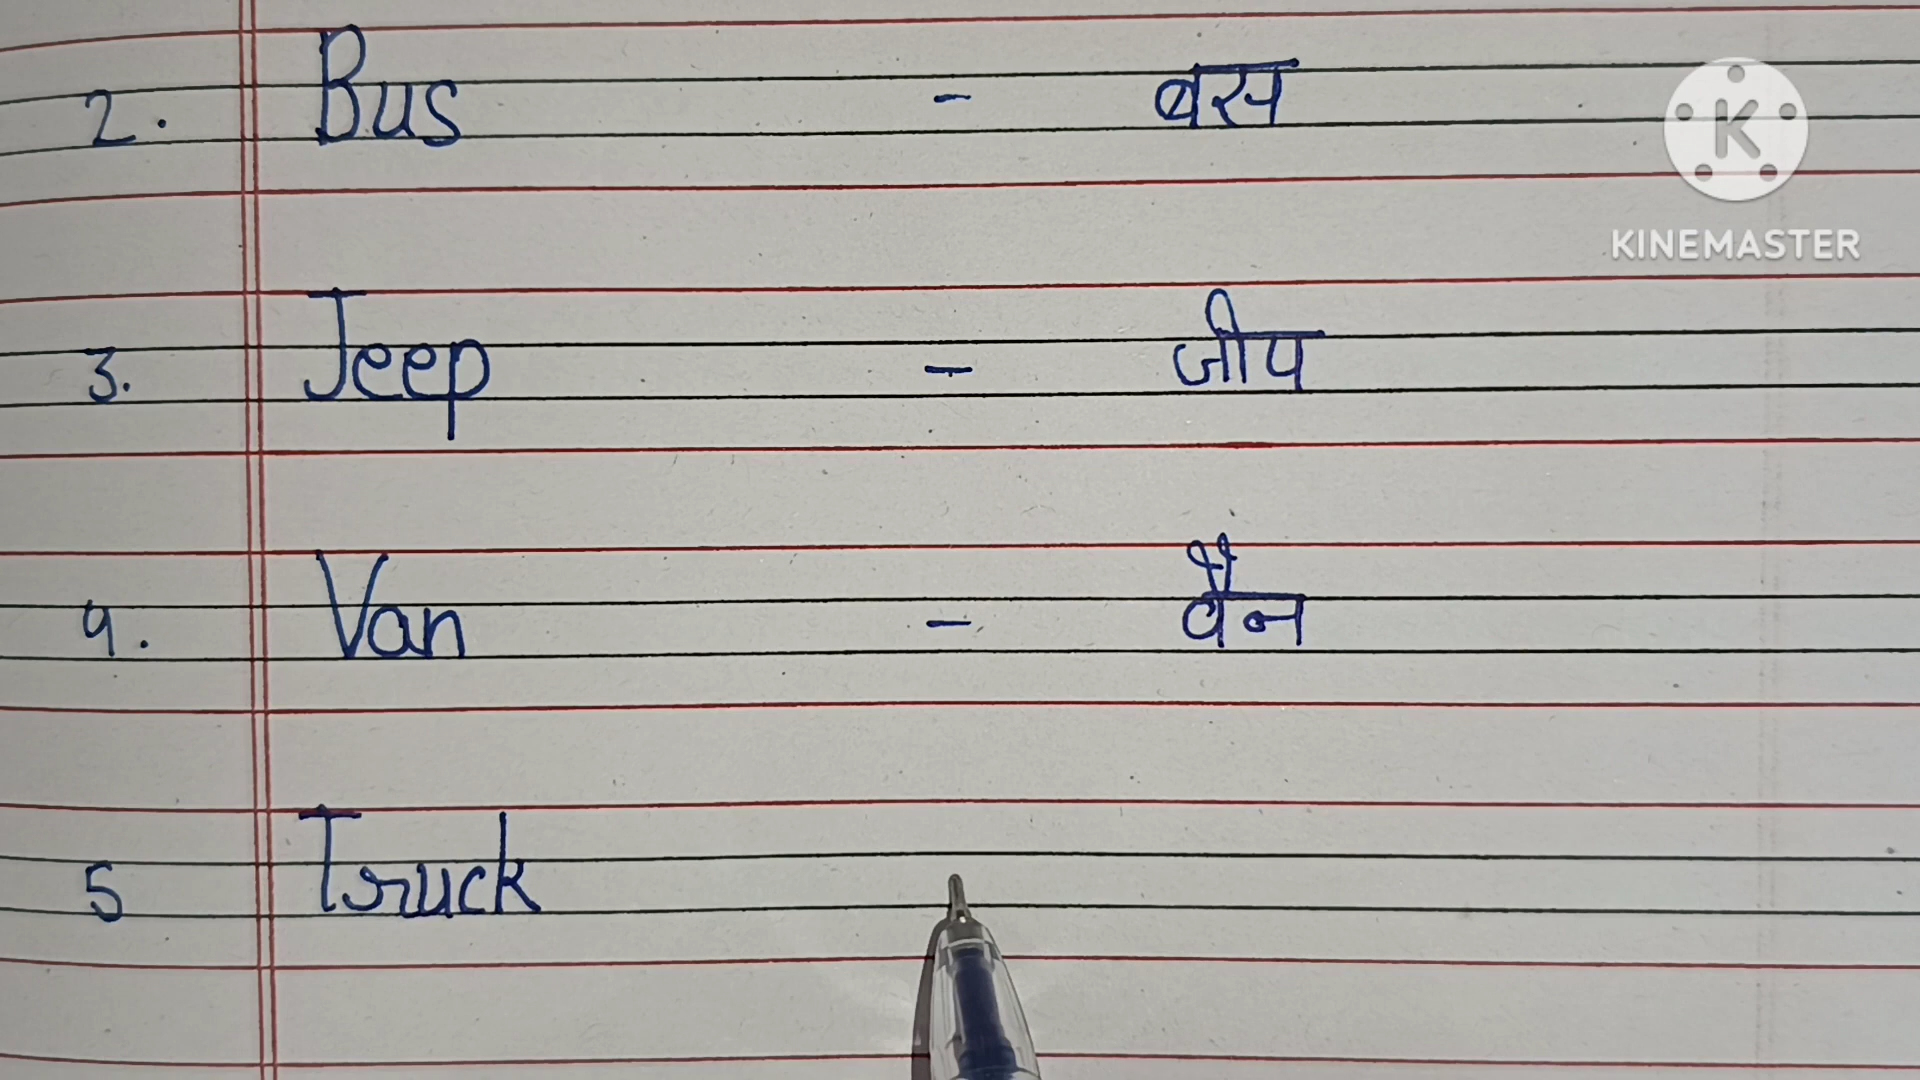 2. Bus - बस
KINEMASTER
3. Jeep - जीप
4. Van - वैन
5 Truck